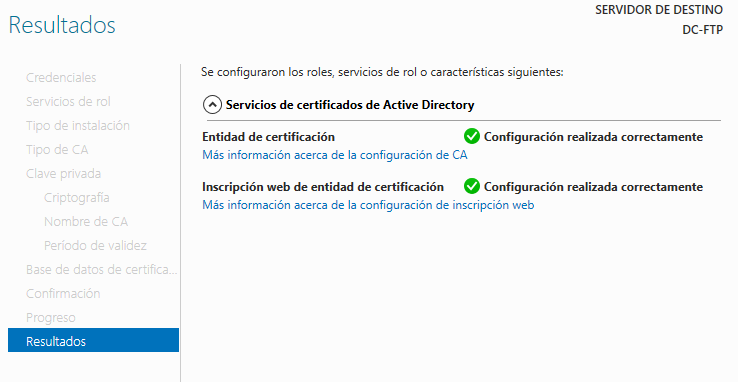 Resultados
SERVIDOR DE DESTINO
DC-FTP
Credenciales
Servicios de rol
Tipo de instalación
Tipo de CA
Clave privada
Criptografía
Nombre de CA
Período de validez
Base de datos de certifica...
Confirmación
Progreso
Resultados
Se configuraron los roles, servicios de rol o características siguientes:
Servicios de certificados de Active Directory
Entidad de certificación Configuración realizada correctamente
Más información acerca de la configuración de CA
Inscripción web de entidad de certificación Configuración realizada correctamente
Más información acerca de la configuración de inscripción web